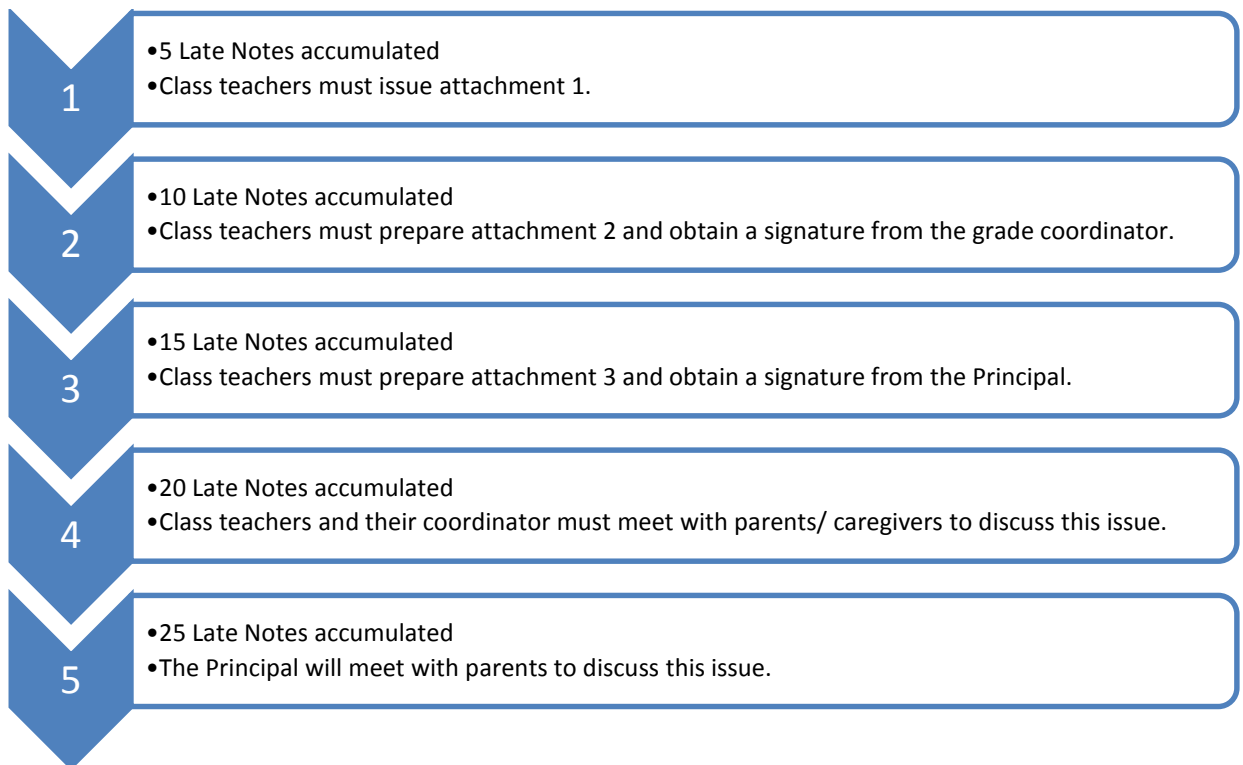 1
•5 Late Notes accumulated
•Class teachers must issue attachment 1.
2
•10 Late Notes accumulated
•Class teachers must prepare attachment 2 and obtain a signature from the grade coordinator.
3
•15 Late Notes accumulated
•Class teachers must prepare attachment 3 and obtain a signature from the Principal.
4
•20 Late Notes accumulated
•Class teachers and their coordinator must meet with parents/ caregivers to discuss this issue.
5
•25 Late Notes accumulated
•The Principal will meet with parents to discuss this issue.